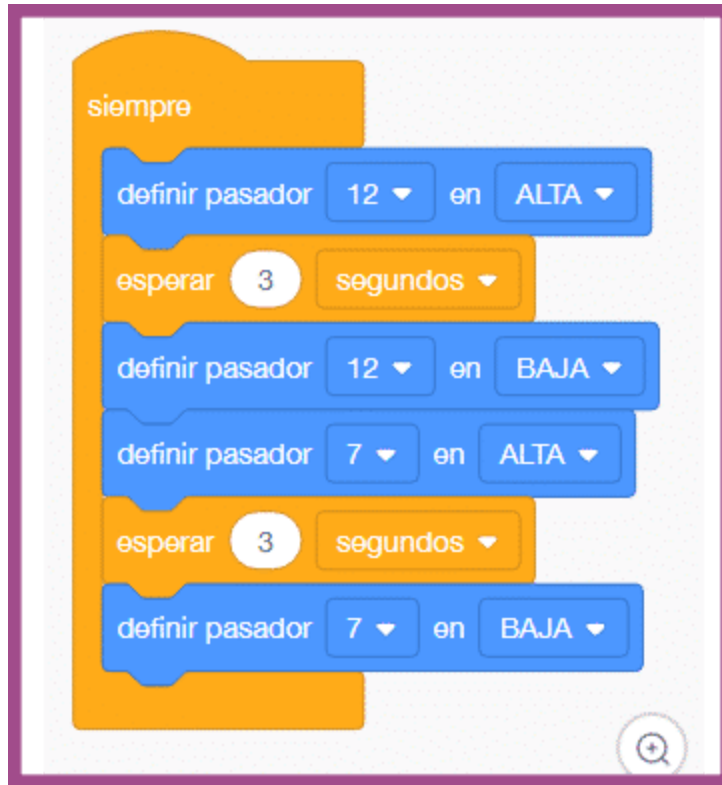 siempre
definir pasador 12 en ALTA
esperar 3 segundos
definir pasador 12 en BAJA
definir pasador 7 en ALTA
esperar 3 segundos
definir pasador 7 en BAJA